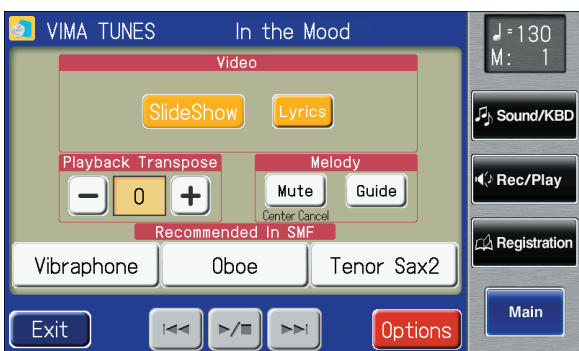 VIMA TUNES In the Mood
♩=130
M: 1
Video
SlideShow Lyrics
Sound/KBD
Playback Transpose Melody
− 0 + Mute Guide
Center Cancel
Rec/Play
Recommended In SMF
Vibraphone Oboe Tenor Sax2
Registration
Exit Options
Main